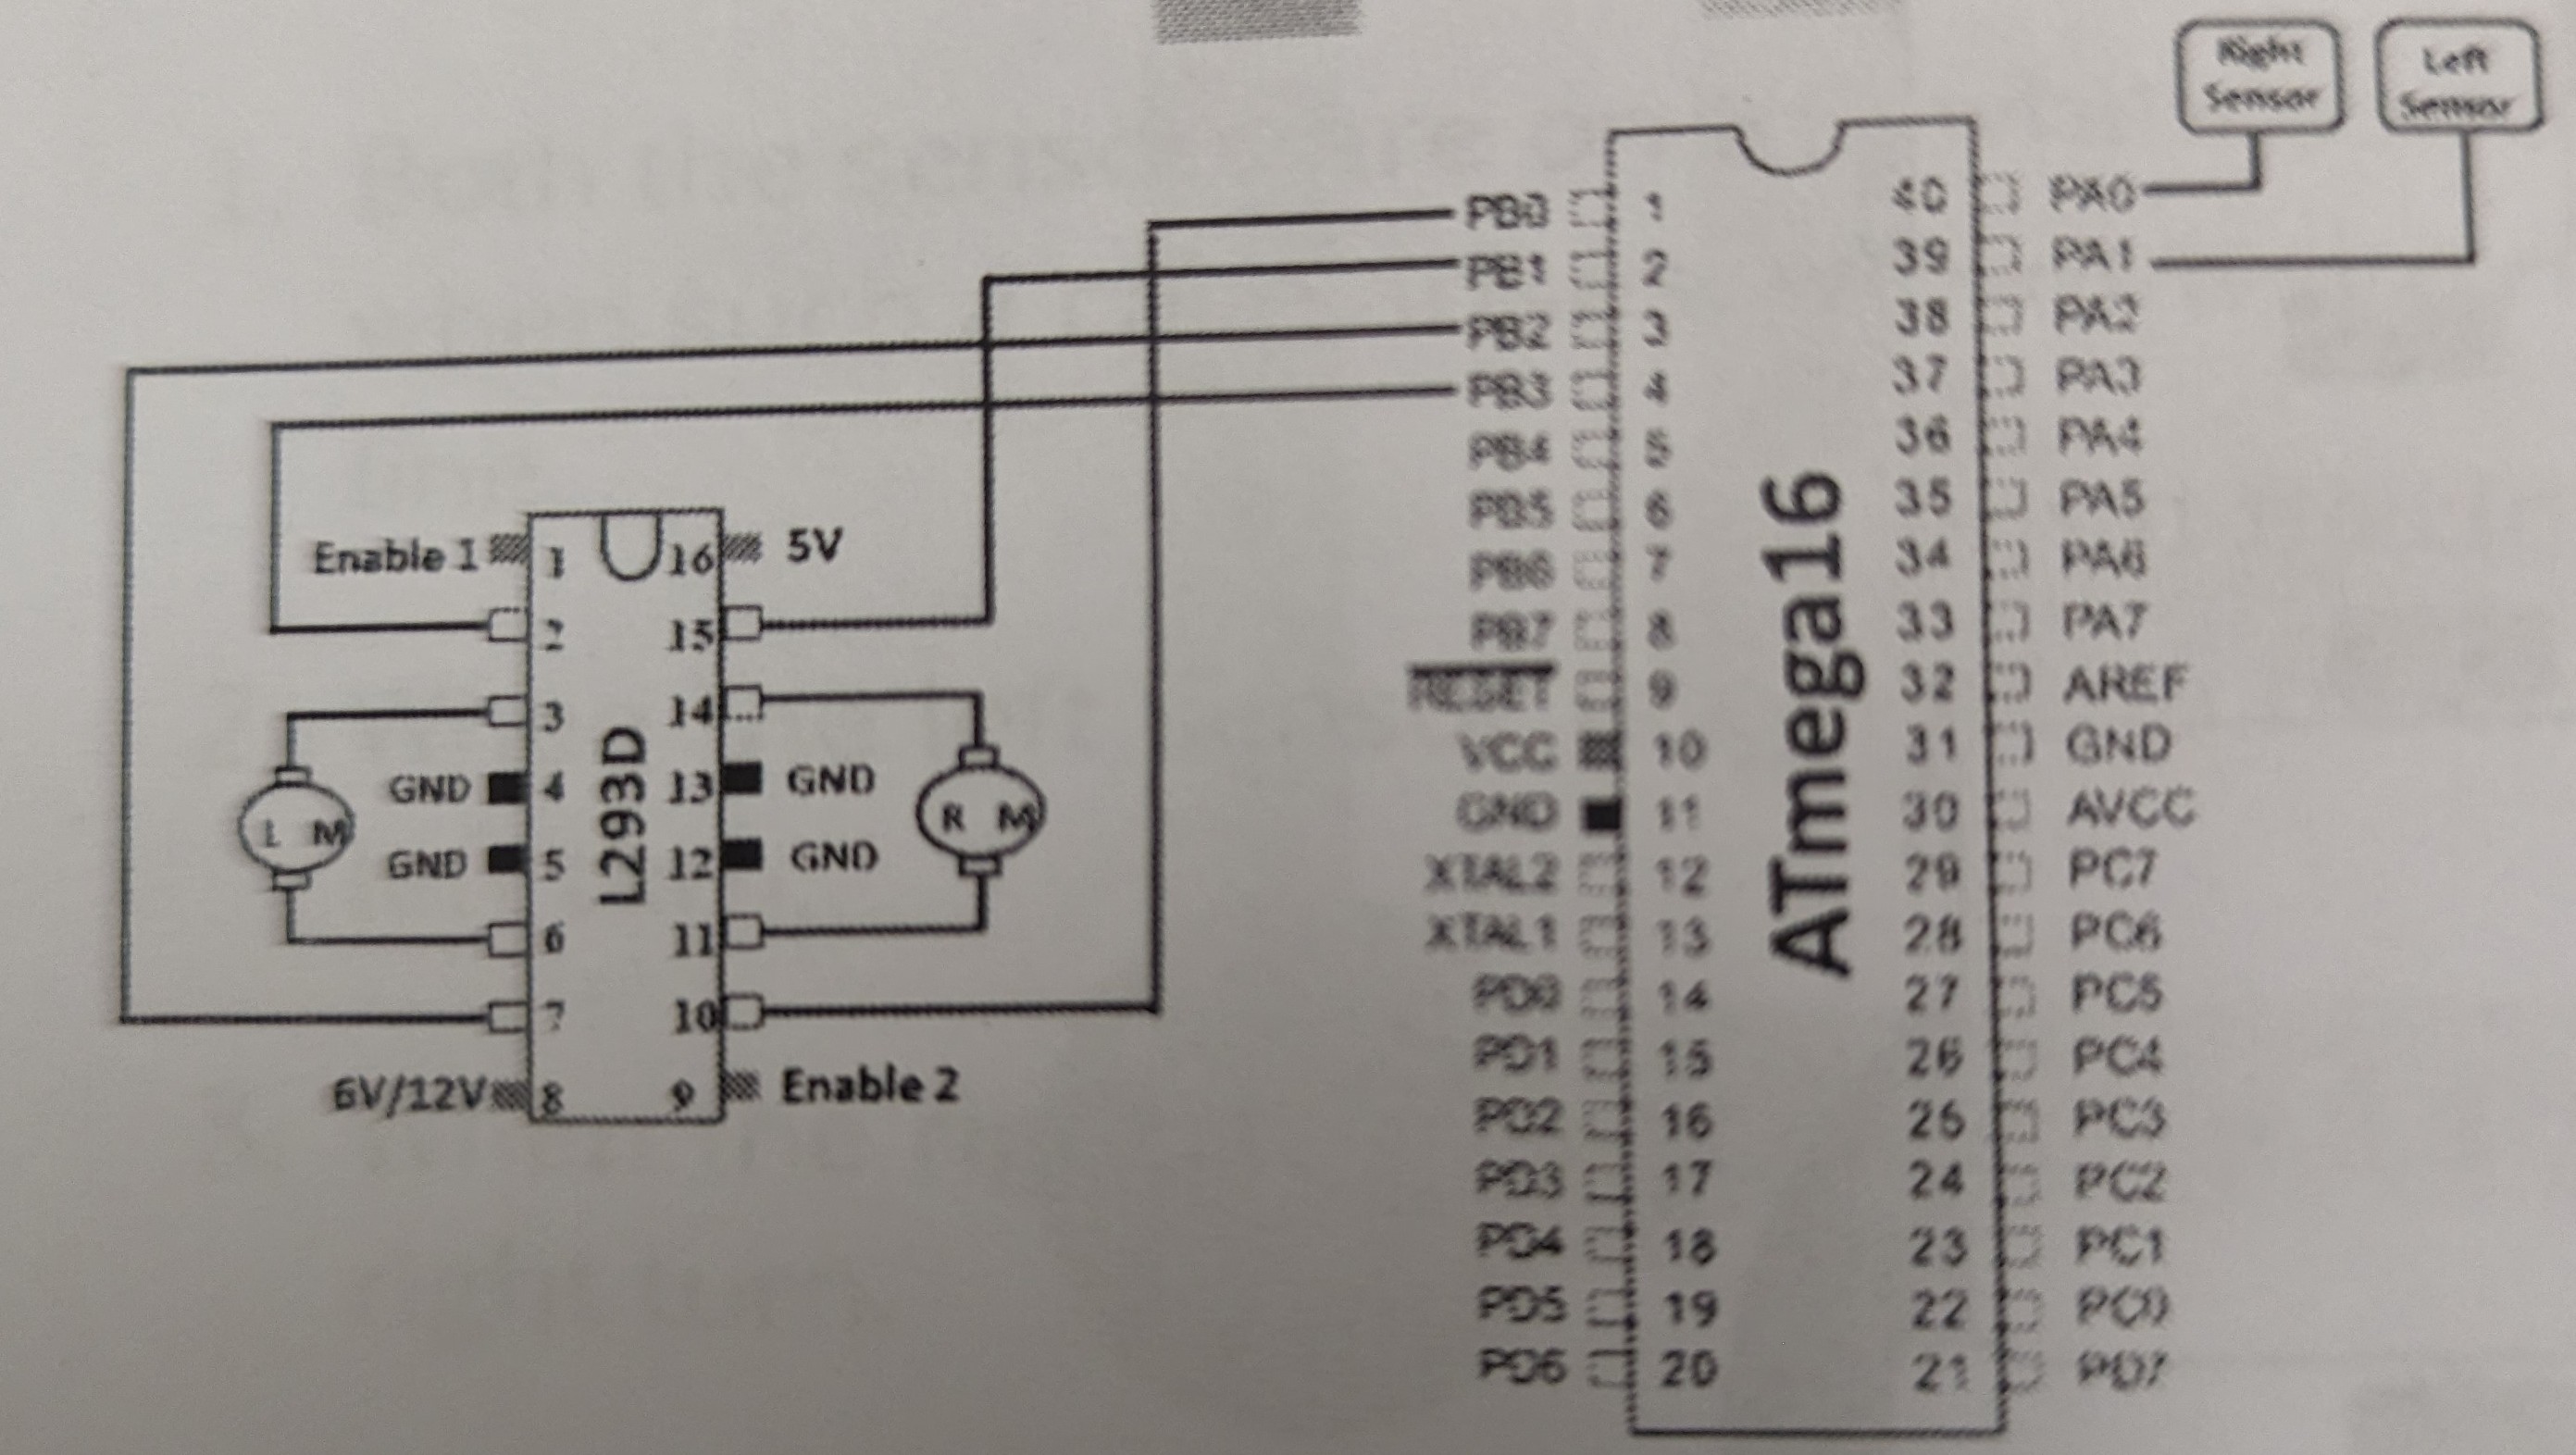 Right
Sensor
Left
Sensor
PB0 1 40 PA0
PB1 2 39 PA1
PB2 3 38 PA2
PB3 4 37 PA3
PB4 5 36 PA4
PB5 6 35 PA5
PB6 7 34 PA6
PB7 8 33 PA7
RESET 9 32 AREF
VCC 10 31 GND
GND 11 30 AVCC
XTAL2 12 29 PC7
XTAL1 13 28 PC6
PD0 14 27 PC5
PD1 15 26 PC4
PD2 16 25 PC3
PD3 17 24 PC2
PD4 18 23 PC1
PD5 19 22 PC0
PD6 20 21 PD7
ATmega16
Enable 1 1 16 5V
2 15
3 14
GND 4 13 GND
L M
R M
GND 5 12 GND
6 11
7 10
6V/12V 8 9 Enable 2
L293D